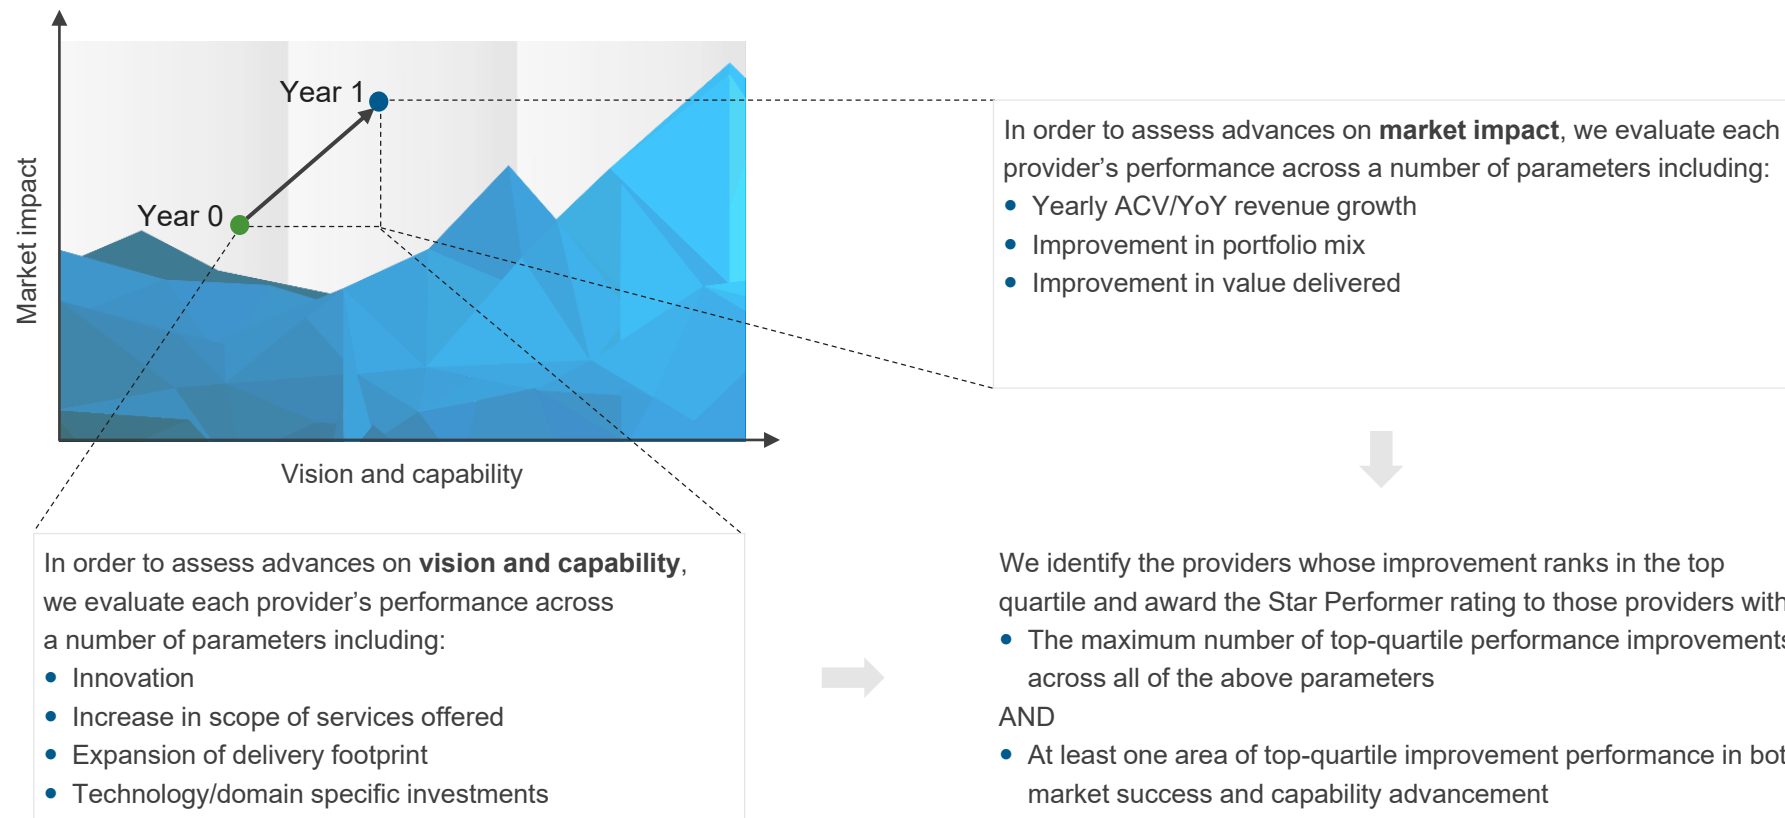 Year 1
Year 0
Market impact
Vision and capability
In order to assess advances on market impact, we evaluate each
provider’s performance across a number of parameters including:
• Yearly ACV/YoY revenue growth
• Improvement in portfolio mix
• Improvement in value delivered
In order to assess advances on vision and capability,
we evaluate each provider’s performance across
a number of parameters including:
• Innovation
• Increase in scope of services offered
• Expansion of delivery footprint
• Technology/domain specific investments
We identify the providers whose improvement ranks in the top
quartile and award the Star Performer rating to those providers with
• The maximum number of top-quartile performance improvements
across all of the above parameters
AND
• At least one area of top-quartile improvement performance in bot
market success and capability advancement